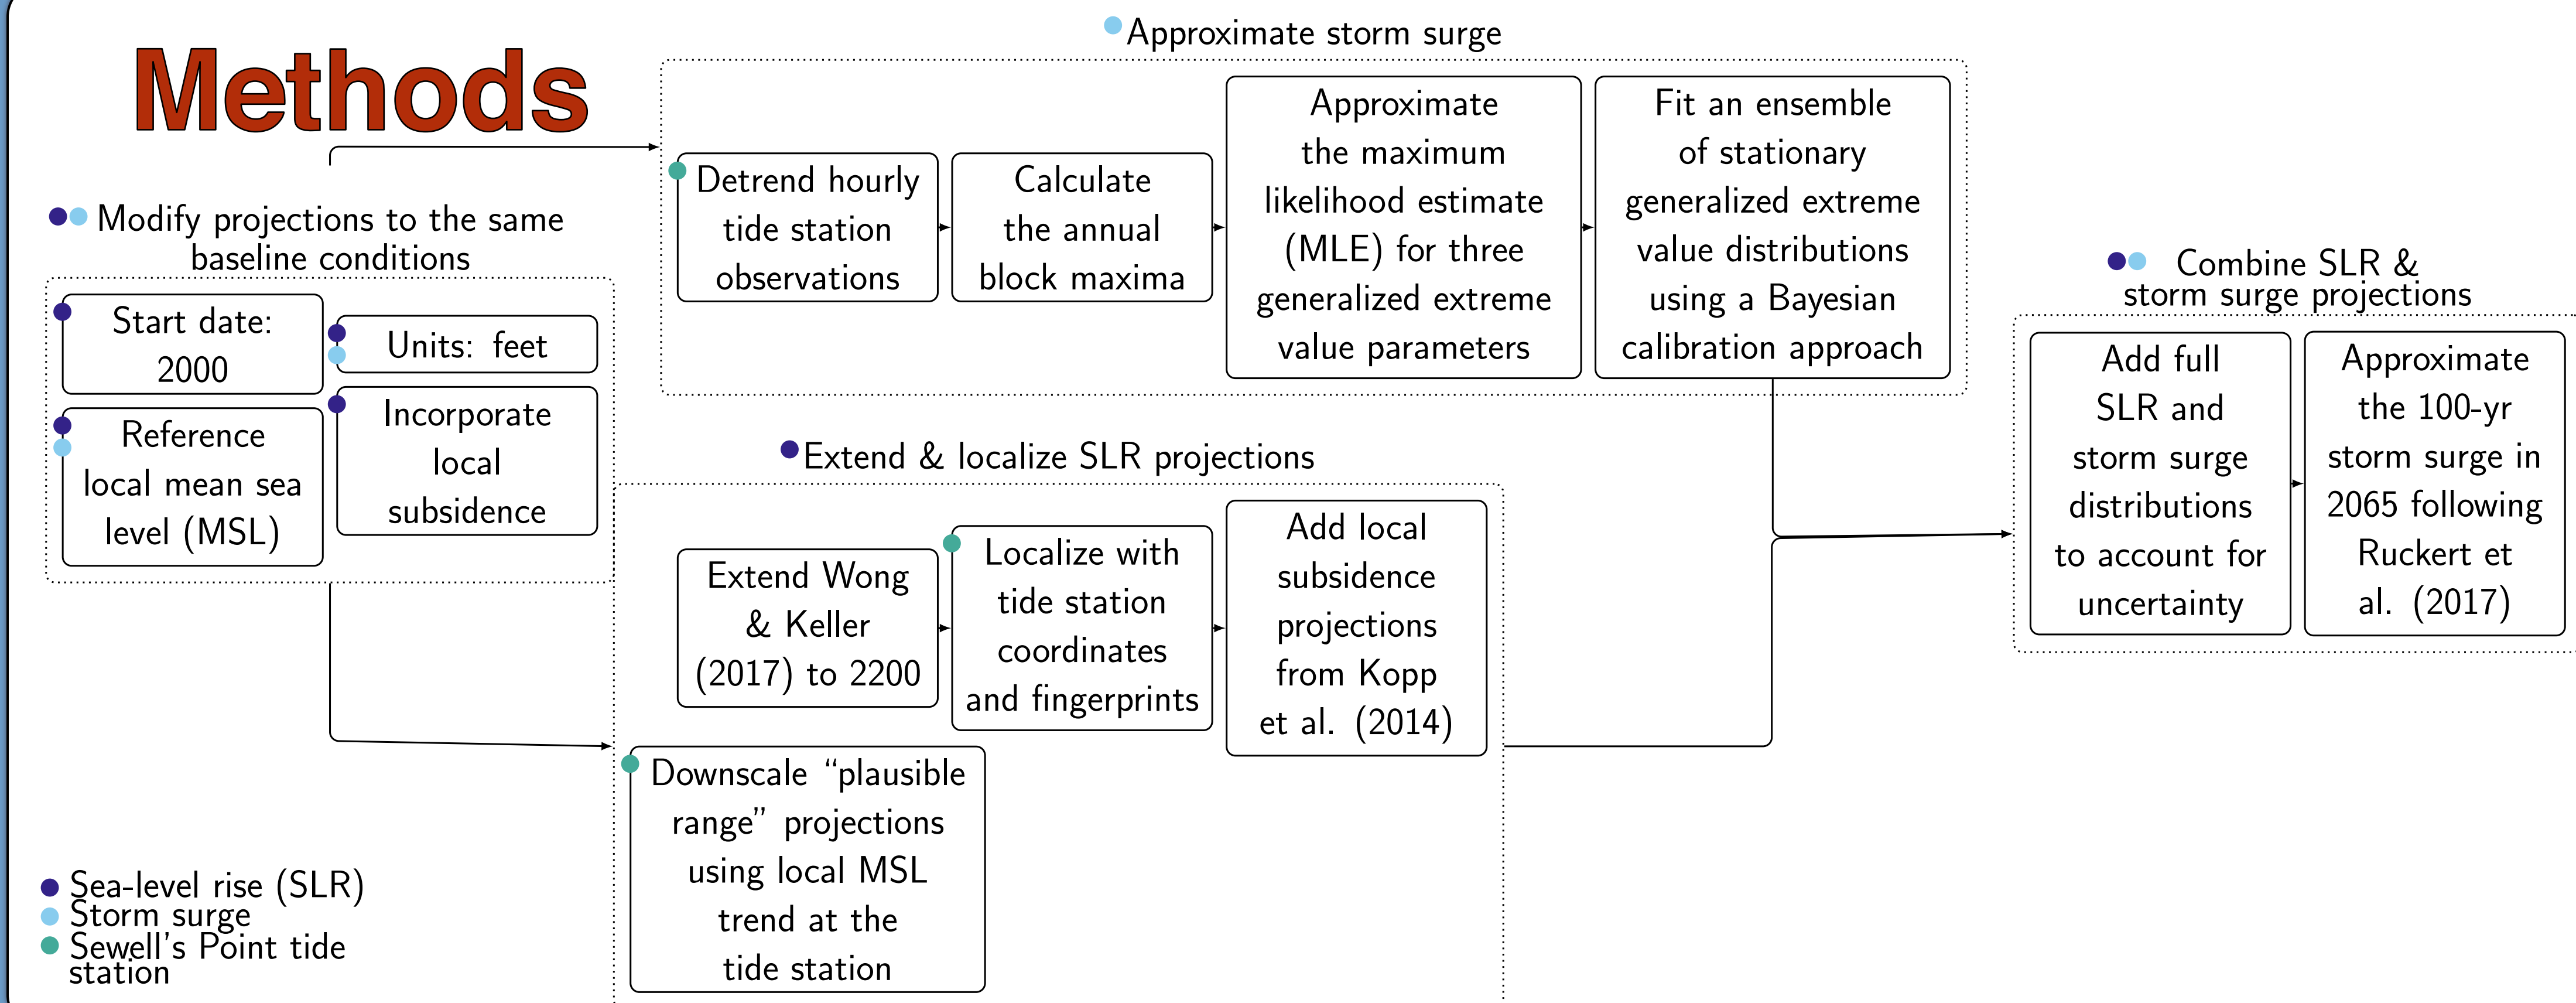 Methods
Modify projections to the same
baseline conditions
Start date:
2000
Units: feet
Reference
local mean sea
level (MSL)
Incorporate
local
subsidence
Approximate storm surge
Detrend hourly
tide station
observations
Calculate
the annual
block maxima
Approximate
the maximum
likelihood estimate
(MLE) for three
generalized extreme
value parameters
Fit an ensemble
of stationary
generalized extreme
value distributions
using a Bayesian
calibration approach
Extend & localize SLR projections
Extend Wong
& Keller
(2017) to 2200
Localize with
tide station
coordinates
and fingerprints
Add local
subsidence
projections
from Kopp
et al. (2014)
Downscale “plausible
range” projections
using local MSL
trend at the
tide station
Combine SLR &
storm surge projections
Add full
SLR and
storm surge
distributions
to account for
uncertainty
Approximate
the 100-yr
storm surge in
2065 following
Ruckert et
al. (2017)
Sea-level rise (SLR)
Storm surge
Sewell's Point tide
station